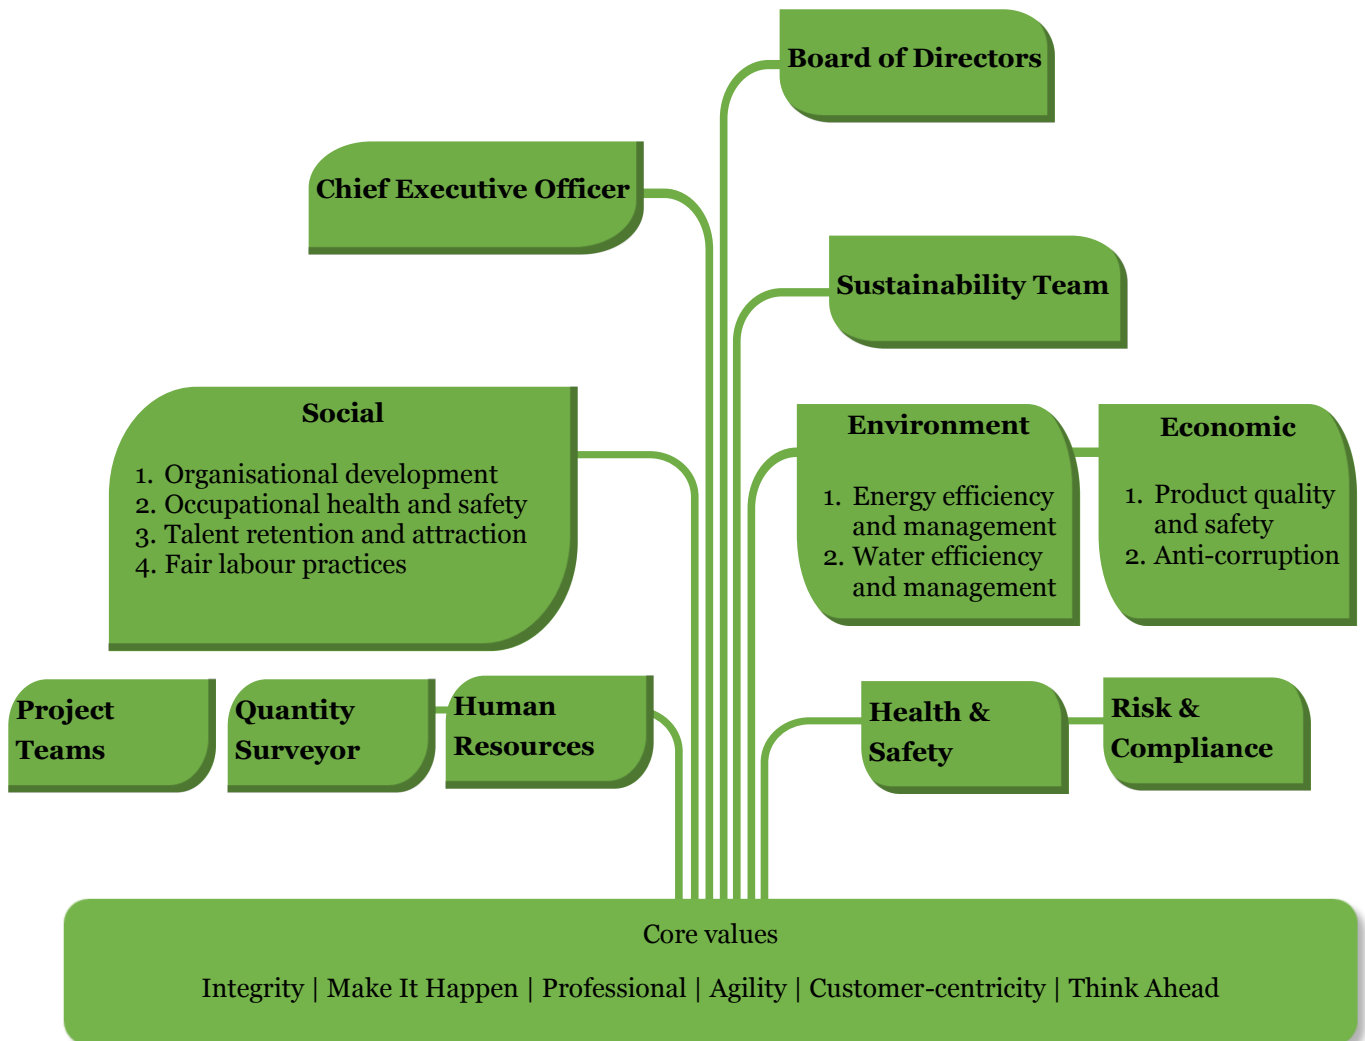 Board of Directors
Chief Executive Officer
Sustainability Team
Social
1. Organisational development
2. Occupational health and safety
3. Talent retention and attraction
4. Fair labour practices
Environment
1. Energy efficiency
and management
2. Water efficiency
and management
Economic
1. Product quality
and safety
2. Anti-corruption
Project
Teams
Quantity
Surveyor
Human
Resources
Health &
Safety
Risk &
Compliance
Core values
Integrity | Make It Happen | Professional | Agility | Customer-centricity | Think Ahead